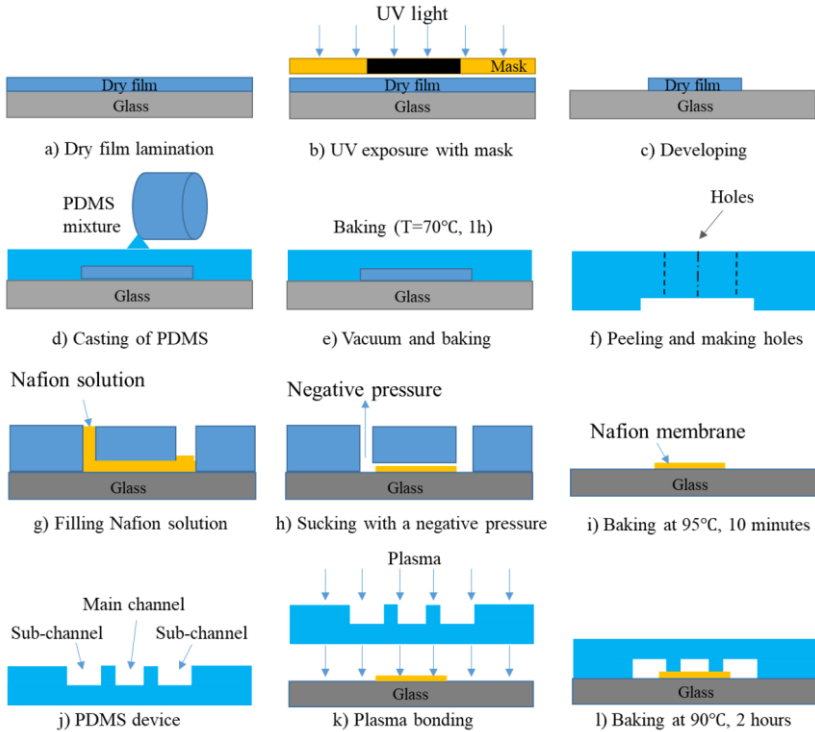 UV light
Dry film
Glass
a) Dry film lamination
Mask
Dry film
Glass
b) UV exposure with mask
Dry film
Glass
c) Developing
PDMS
mixture
Glass
d) Casting of PDMS
Baking (T=70℃, 1h)
Glass
e) Vacuum and baking
Holes
f) Peeling and making holes
Nafion solution
Glass
g) Filling Nafion solution
Negative pressure
Glass
h) Sucking with a negative pressure
Nafion membrane
Glass
i) Baking at 95℃, 10 minutes
Main channel
Sub-channel
Sub-channel
j) PDMS device
Plasma
Glass
k) Plasma bonding
Glass
l) Baking at 90℃, 2 hours